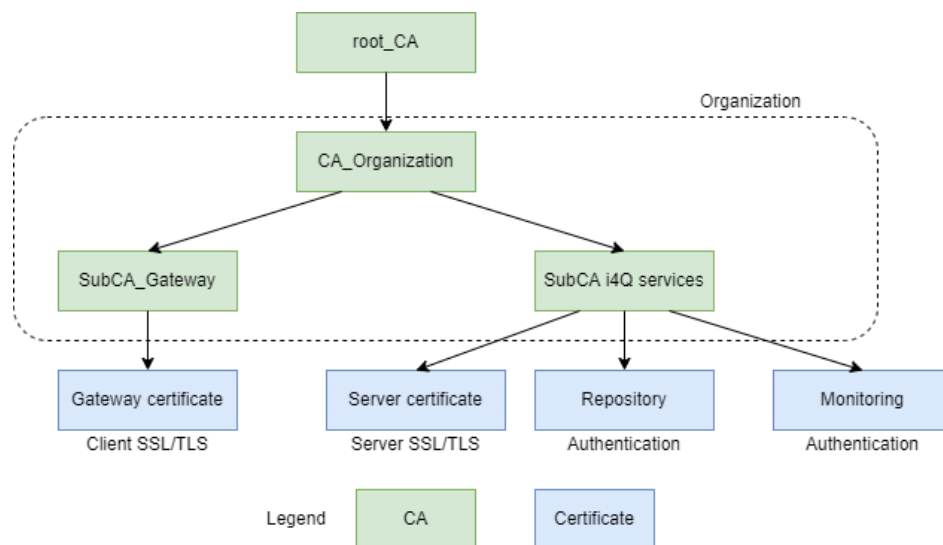 root_CA
Organization
CA_Organization
SubCA_Gateway
SubCA i4Q services
Gateway certificate
Server certificate
Repository
Monitoring
Client SSL/TLS
Server SSL/TLS
Authentication
Authentication
Legend
CA
Certificate